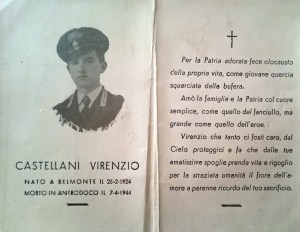 CASTELLANI VIRENZIO
NATO A BELMONTE IL 25-2-1924
MORTO IN ANTRODOCO IL 7-4-1944
Per la Patria adorata fece olocausto
della propria vita, come giovane quercia
squarciata dalla bufera.
Amò la famiglia e la Patria col cuore
semplice, come quello del fanciullo, ma
grande come quello dell'aroe.
Virenzio che tanto ci fosti caro, dal
Cielo proteggici e fa che dalle tue
amatissime spoglie prenda vita e rigoglio
per la straziata umanità il fiore dell'a-
more a perenne ricordo del tuo sacrificio.